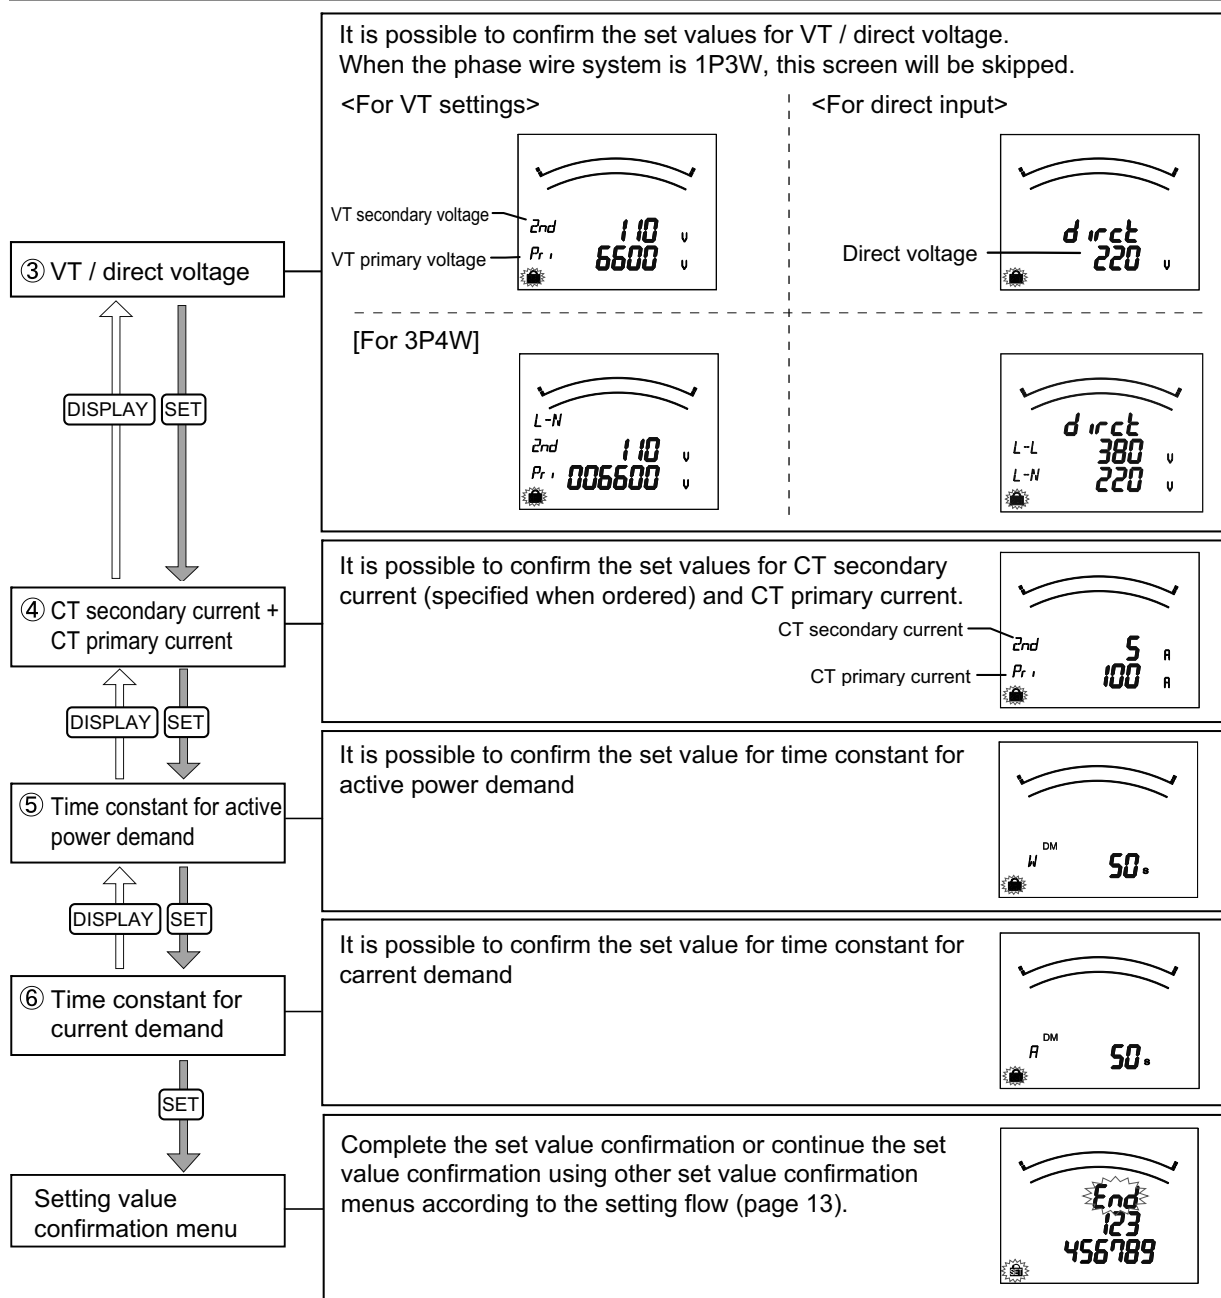 It is possible to confirm the set values for VT / direct voltage.
When the phase wire system is 1P3W, this screen will be skipped.
<For VT settings>
<For direct input>
VT secondary voltage
2nd 110 V
VT primary voltage
Pri 6600 V
Direct voltage
dirct
220 V
③ VT / direct voltage
[For 3P4W]
L-N
2nd 110 V
Pri 006600 V
dirct
L-L 380 V
L-N 220 V
DISPLAY
SET
It is possible to confirm the set values for CT secondary
current (specified when ordered) and CT primary current.
CT secondary current
2nd 5 A
CT primary current
Pri 100 A
④ CT secondary current +
CT primary current
DISPLAY
SET
It is possible to confirm the set value for time constant for
active power demand
W DM 50 s
⑤ Time constant for active
power demand
DISPLAY
SET
It is possible to confirm the set value for time constant for
carrent demand
A DM 50 s
⑥ Time constant for
current demand
SET
Complete the set value confirmation or continue the set
value confirmation using other set value confirmation
menus according to the setting flow (page 13).
End
123
456789
Setting value
confirmation menu